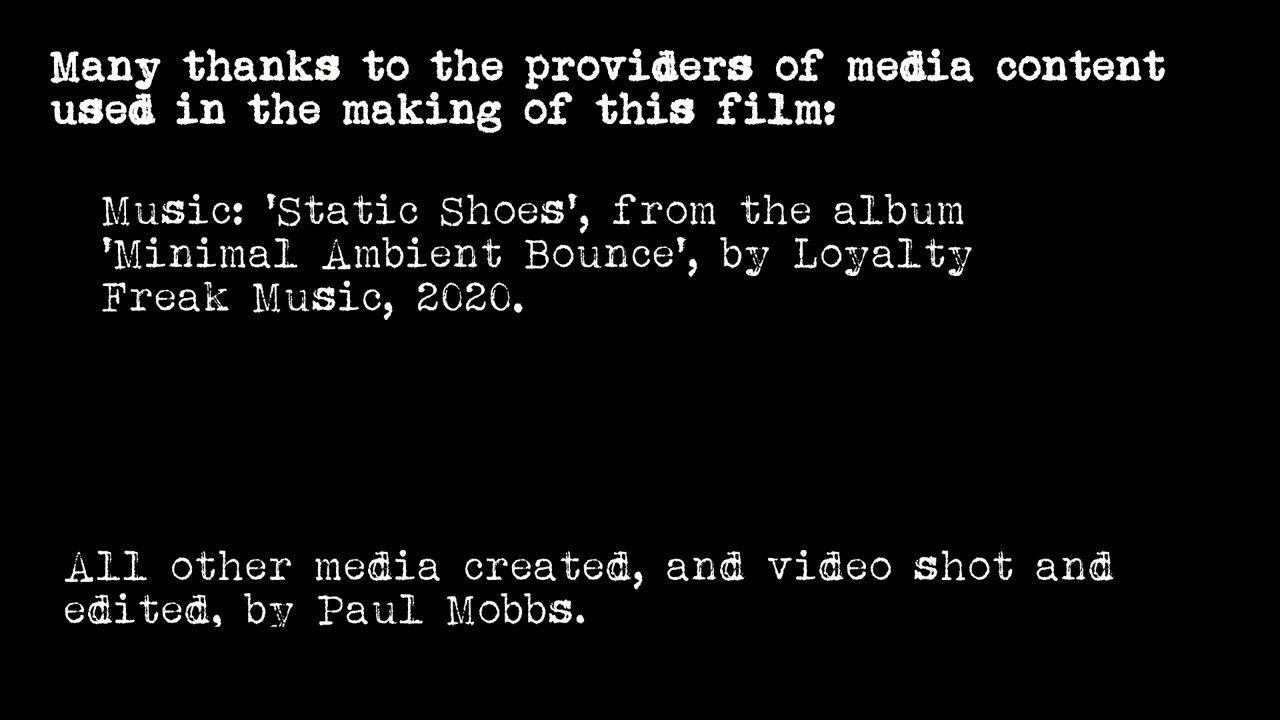 Many thanks to the providers of media content
used in the making of this film:
Music: 'Static Shoes', from the album
'Minimal Ambient Bounce', by Loyalty
Freak Music, 2020.
All other media created, and video shot and
edited, by Paul Mobbs.